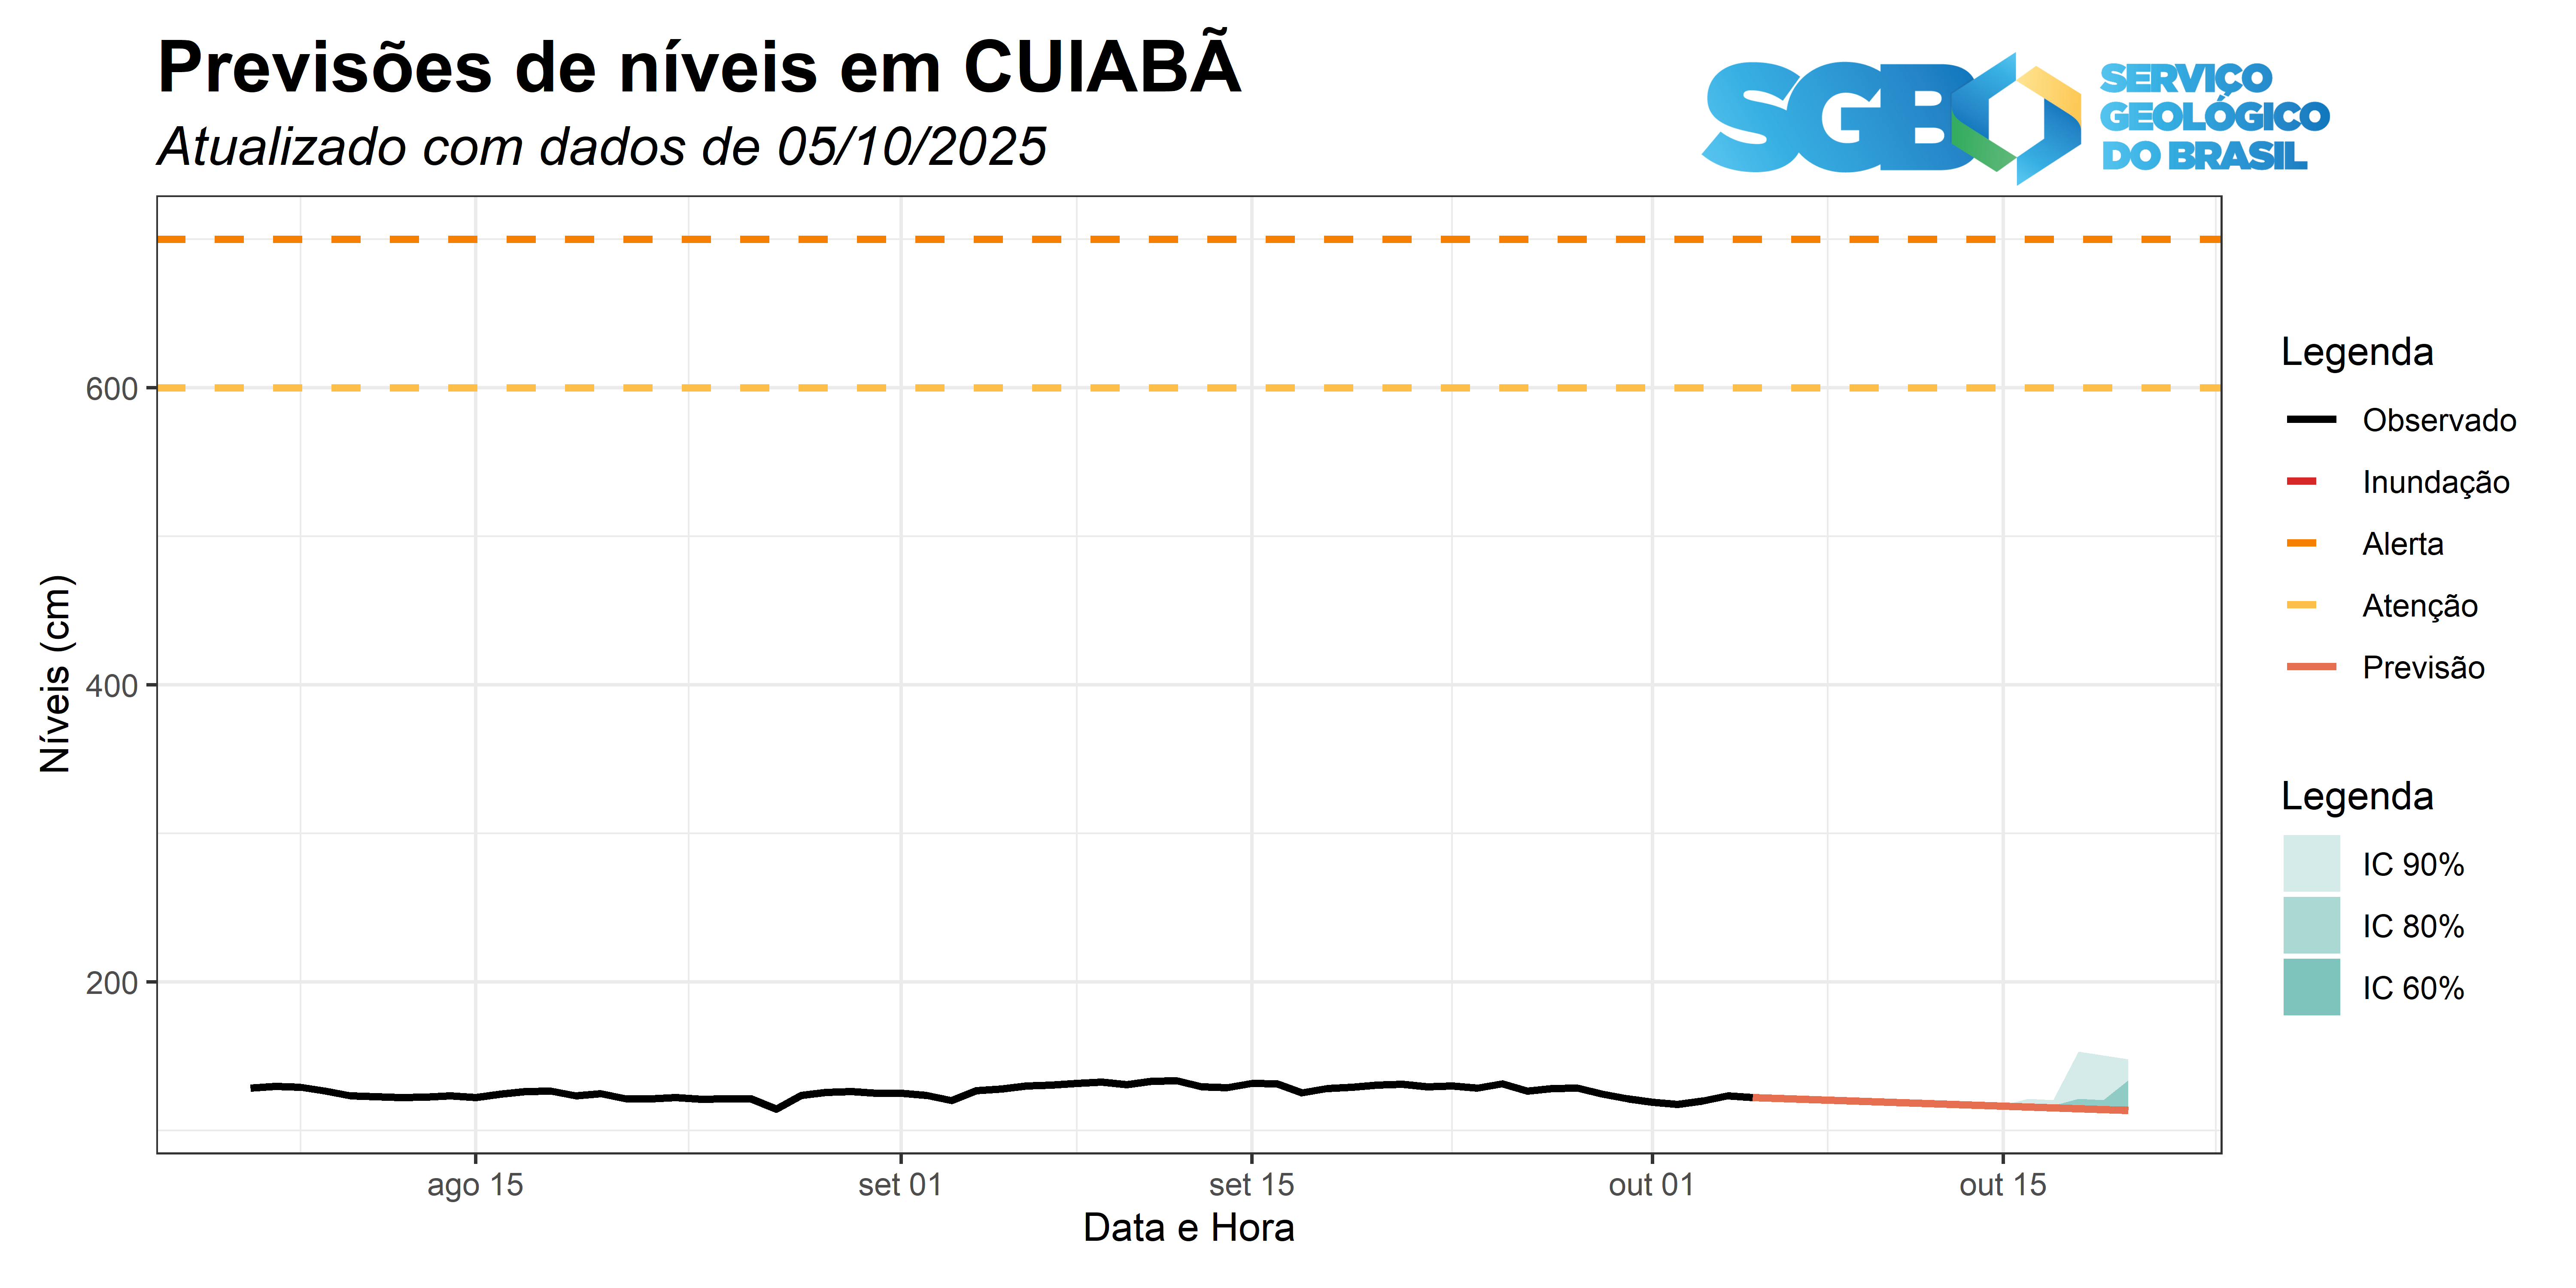 Previsões de níveis em CUIABÃ
Atualizado com dados de 05/10/2025
SGB
SERVIÇO
GEOLÓGICO
DO BRASIL
Níveis (cm)
600
400
200
ago 15
set 01
set 15
out 01
out 15
Data e Hora
Legenda
Observado
Inundação
Alerta
Atenção
Previsão
Legenda
IC 90%
IC 80%
IC 60%